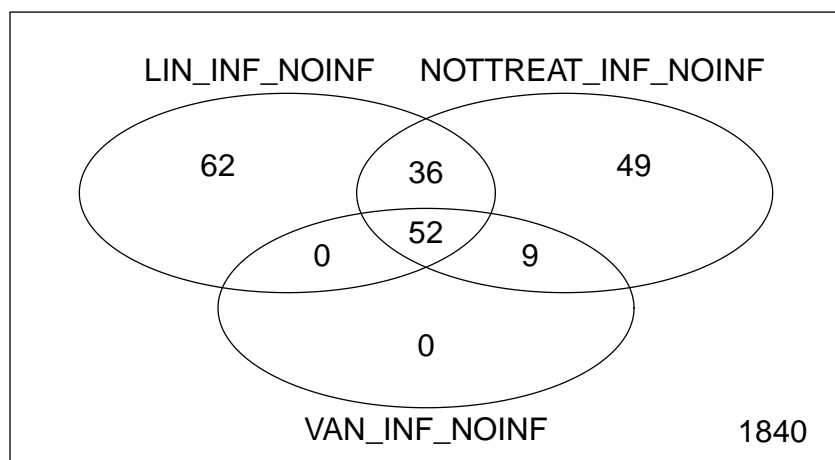 LIN_INF_NOINF NOTTREAT_INF_NOINF
62 36 49
52
0 9
0
VAN_INF_NOINF 1840